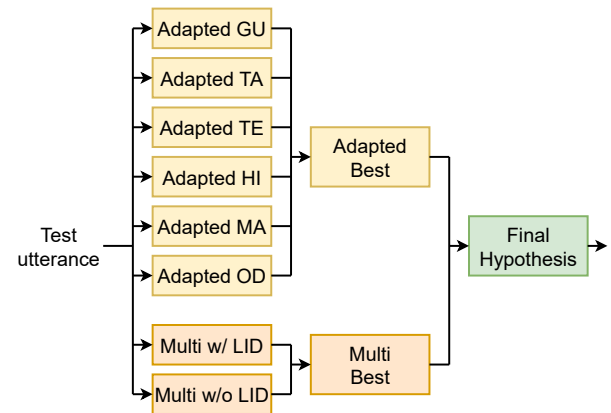 Test
utterance
Adapted GU
Adapted TA
Adapted TE
Adapted HI
Adapted MA
Adapted OD
Multi w/ LID
Multi w/o LID
Adapted
Best
Multi
Best
Final
Hypothesis